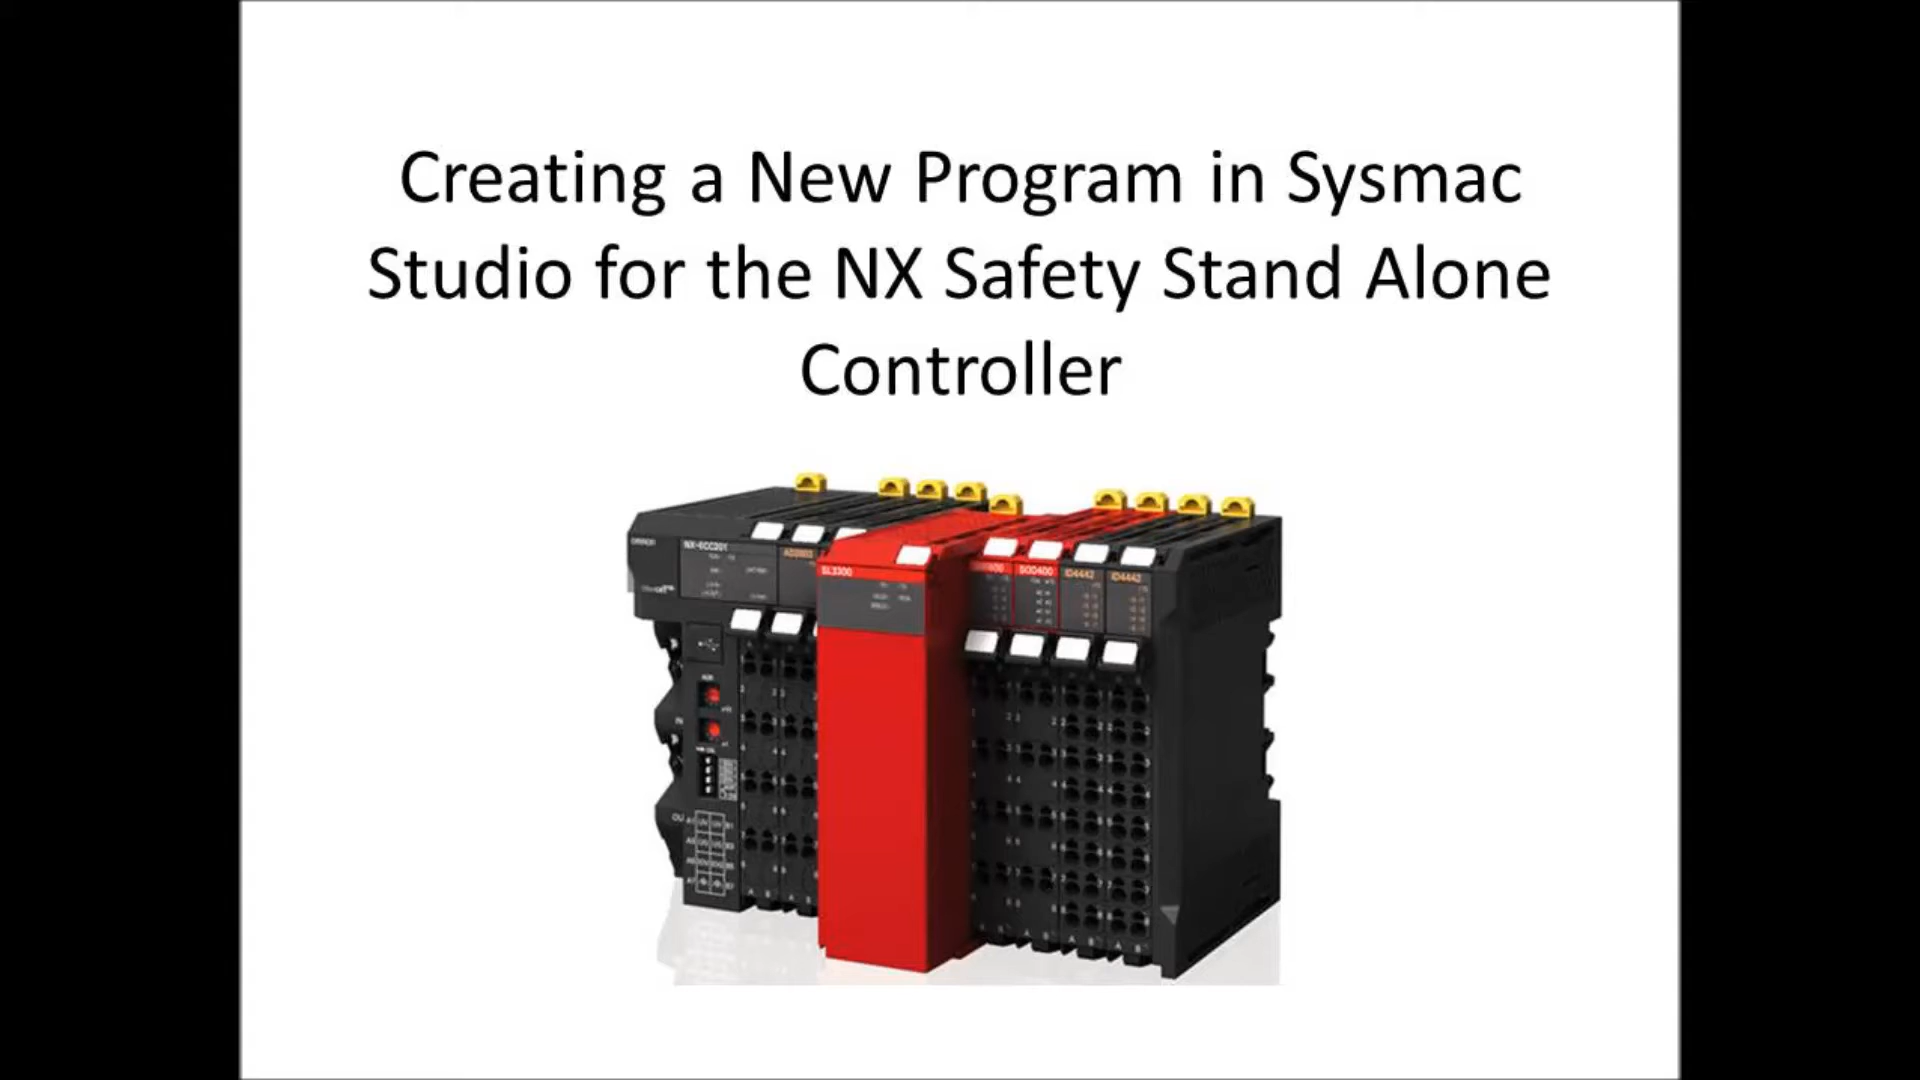 Creating a New Program in Sysmac
Studio for the NX Safety Stand Alone
Controller
OMRON
NX-ECC201
SL3300
SOD400
ID4442
ID4442